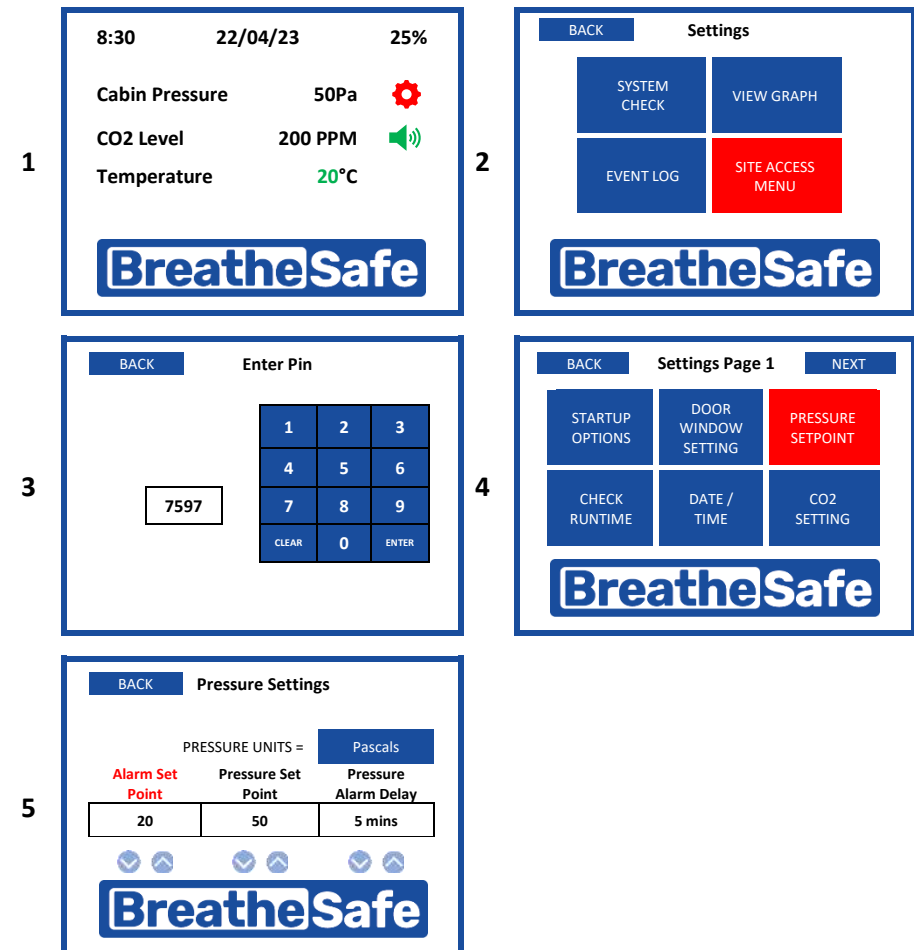 1
8:30 22/04/23 25%
Cabin Pressure 50Pa
CO2 Level 200 PPM
Temperature 20°C
BreatheSafe
2
BACK Settings
SYSTEM
CHECK
VIEW GRAPH
EVENT LOG
SITE ACCESS
MENU
BreatheSafe
3
BACK Enter Pin
7597
1 2 3
4 5 6
7 8 9
CLEAR 0 ENTER
4
BACK Settings Page 1 NEXT
STARTUP
OPTIONS
DOOR
WINDOW
SETTING
PRESSURE
SETPOINT
CHECK
RUNTIME
DATE /
TIME
CO2
SETTING
BreatheSafe
5
BACK Pressure Settings
PRESSURE UNITS = Pascals
Alarm Set
Point
Pressure Set
Point
Pressure
Alarm Delay
20 50 5 mins
BreatheSafe